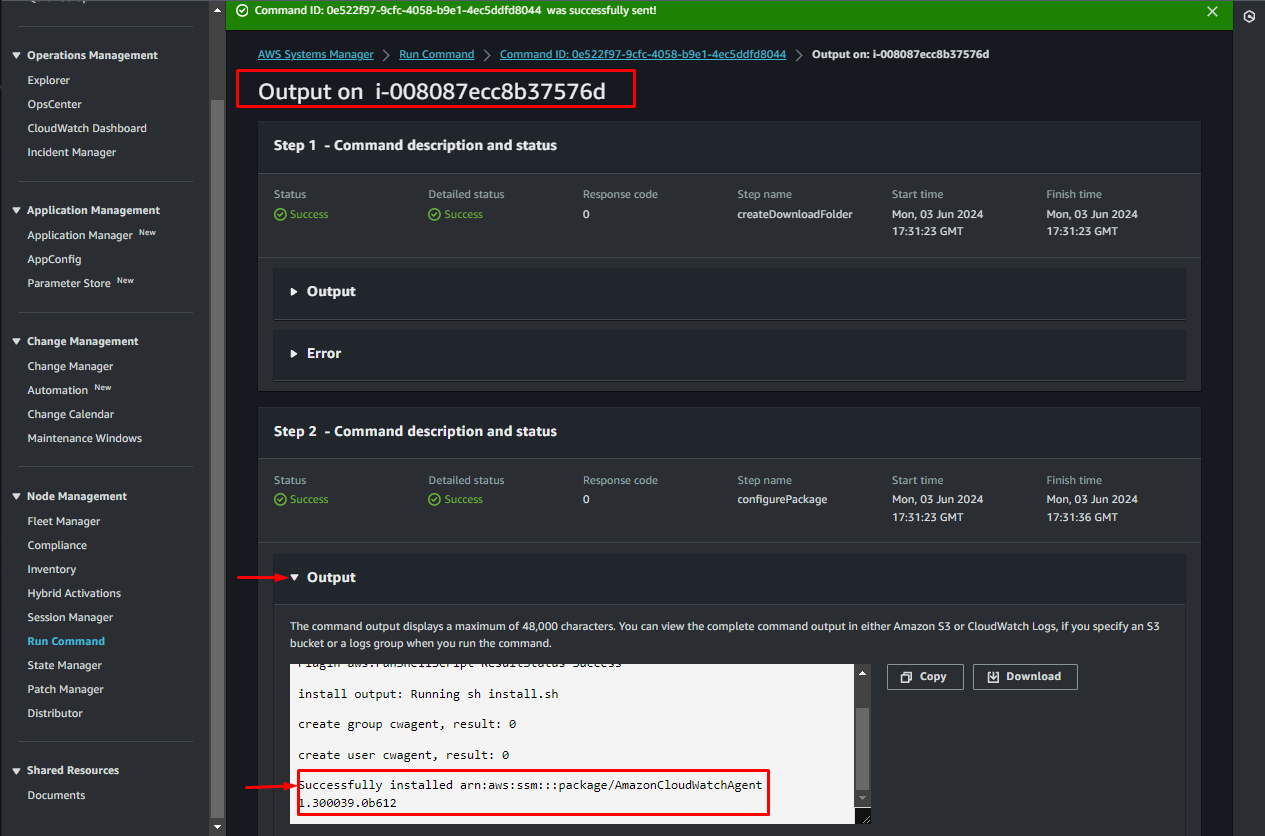 Command ID: 0e522f97-9cfc-4058-b9e1-4ec5ddfd8044 was successfully sent!
Operations Management
Explorer
OpsCenter
CloudWatch Dashboard
Incident Manager
Application Management
Application Manager New
AppConfig
Parameter Store New
Change Management
Change Manager
Automation New
Change Calendar
Maintenance Windows
Node Management
Fleet Manager
Compliance
Inventory
Hybrid Activations
Session Manager
Run Command
State Manager
Patch Manager
Distributor
Shared Resources
Documents
AWS Systems Manager > Run Command > Command ID: 0e522f97-9cfc-4058-b9e1-4ec5ddfd8044 > Output on: i-008087ecc8b37576d
Output on i-008087ecc8b37576d
Step 1 - Command description and status
Status Detailed status Response code Step name Start time Finish time
Success Success 0 createDownloadFolder Mon, 03 Jun 2024 Mon, 03 Jun 2024
17:31:23 GMT 17:31:23 GMT
Output
Error
Step 2 - Command description and status
Status Detailed status Response code Step name Start time Finish time
Success Success 0 configurePackage Mon, 03 Jun 2024 Mon, 03 Jun 2024
17:31:23 GMT 17:31:36 GMT
Output
The command output displays a maximum of 48,000 characters. You can view the complete command output in either Amazon S3 or CloudWatch Logs, if you specify an S3
bucket or a logs group when you run the command.
Plugin aws:runShellScript ResultStatus Success
install output: Running sh install.sh
create group cwagent, result: 0
create user cwagent, result: 0
Successfully installed arn:aws:ssm:::package/AmazonCloudWatchAgent
1.300039.0b612
Copy
Download